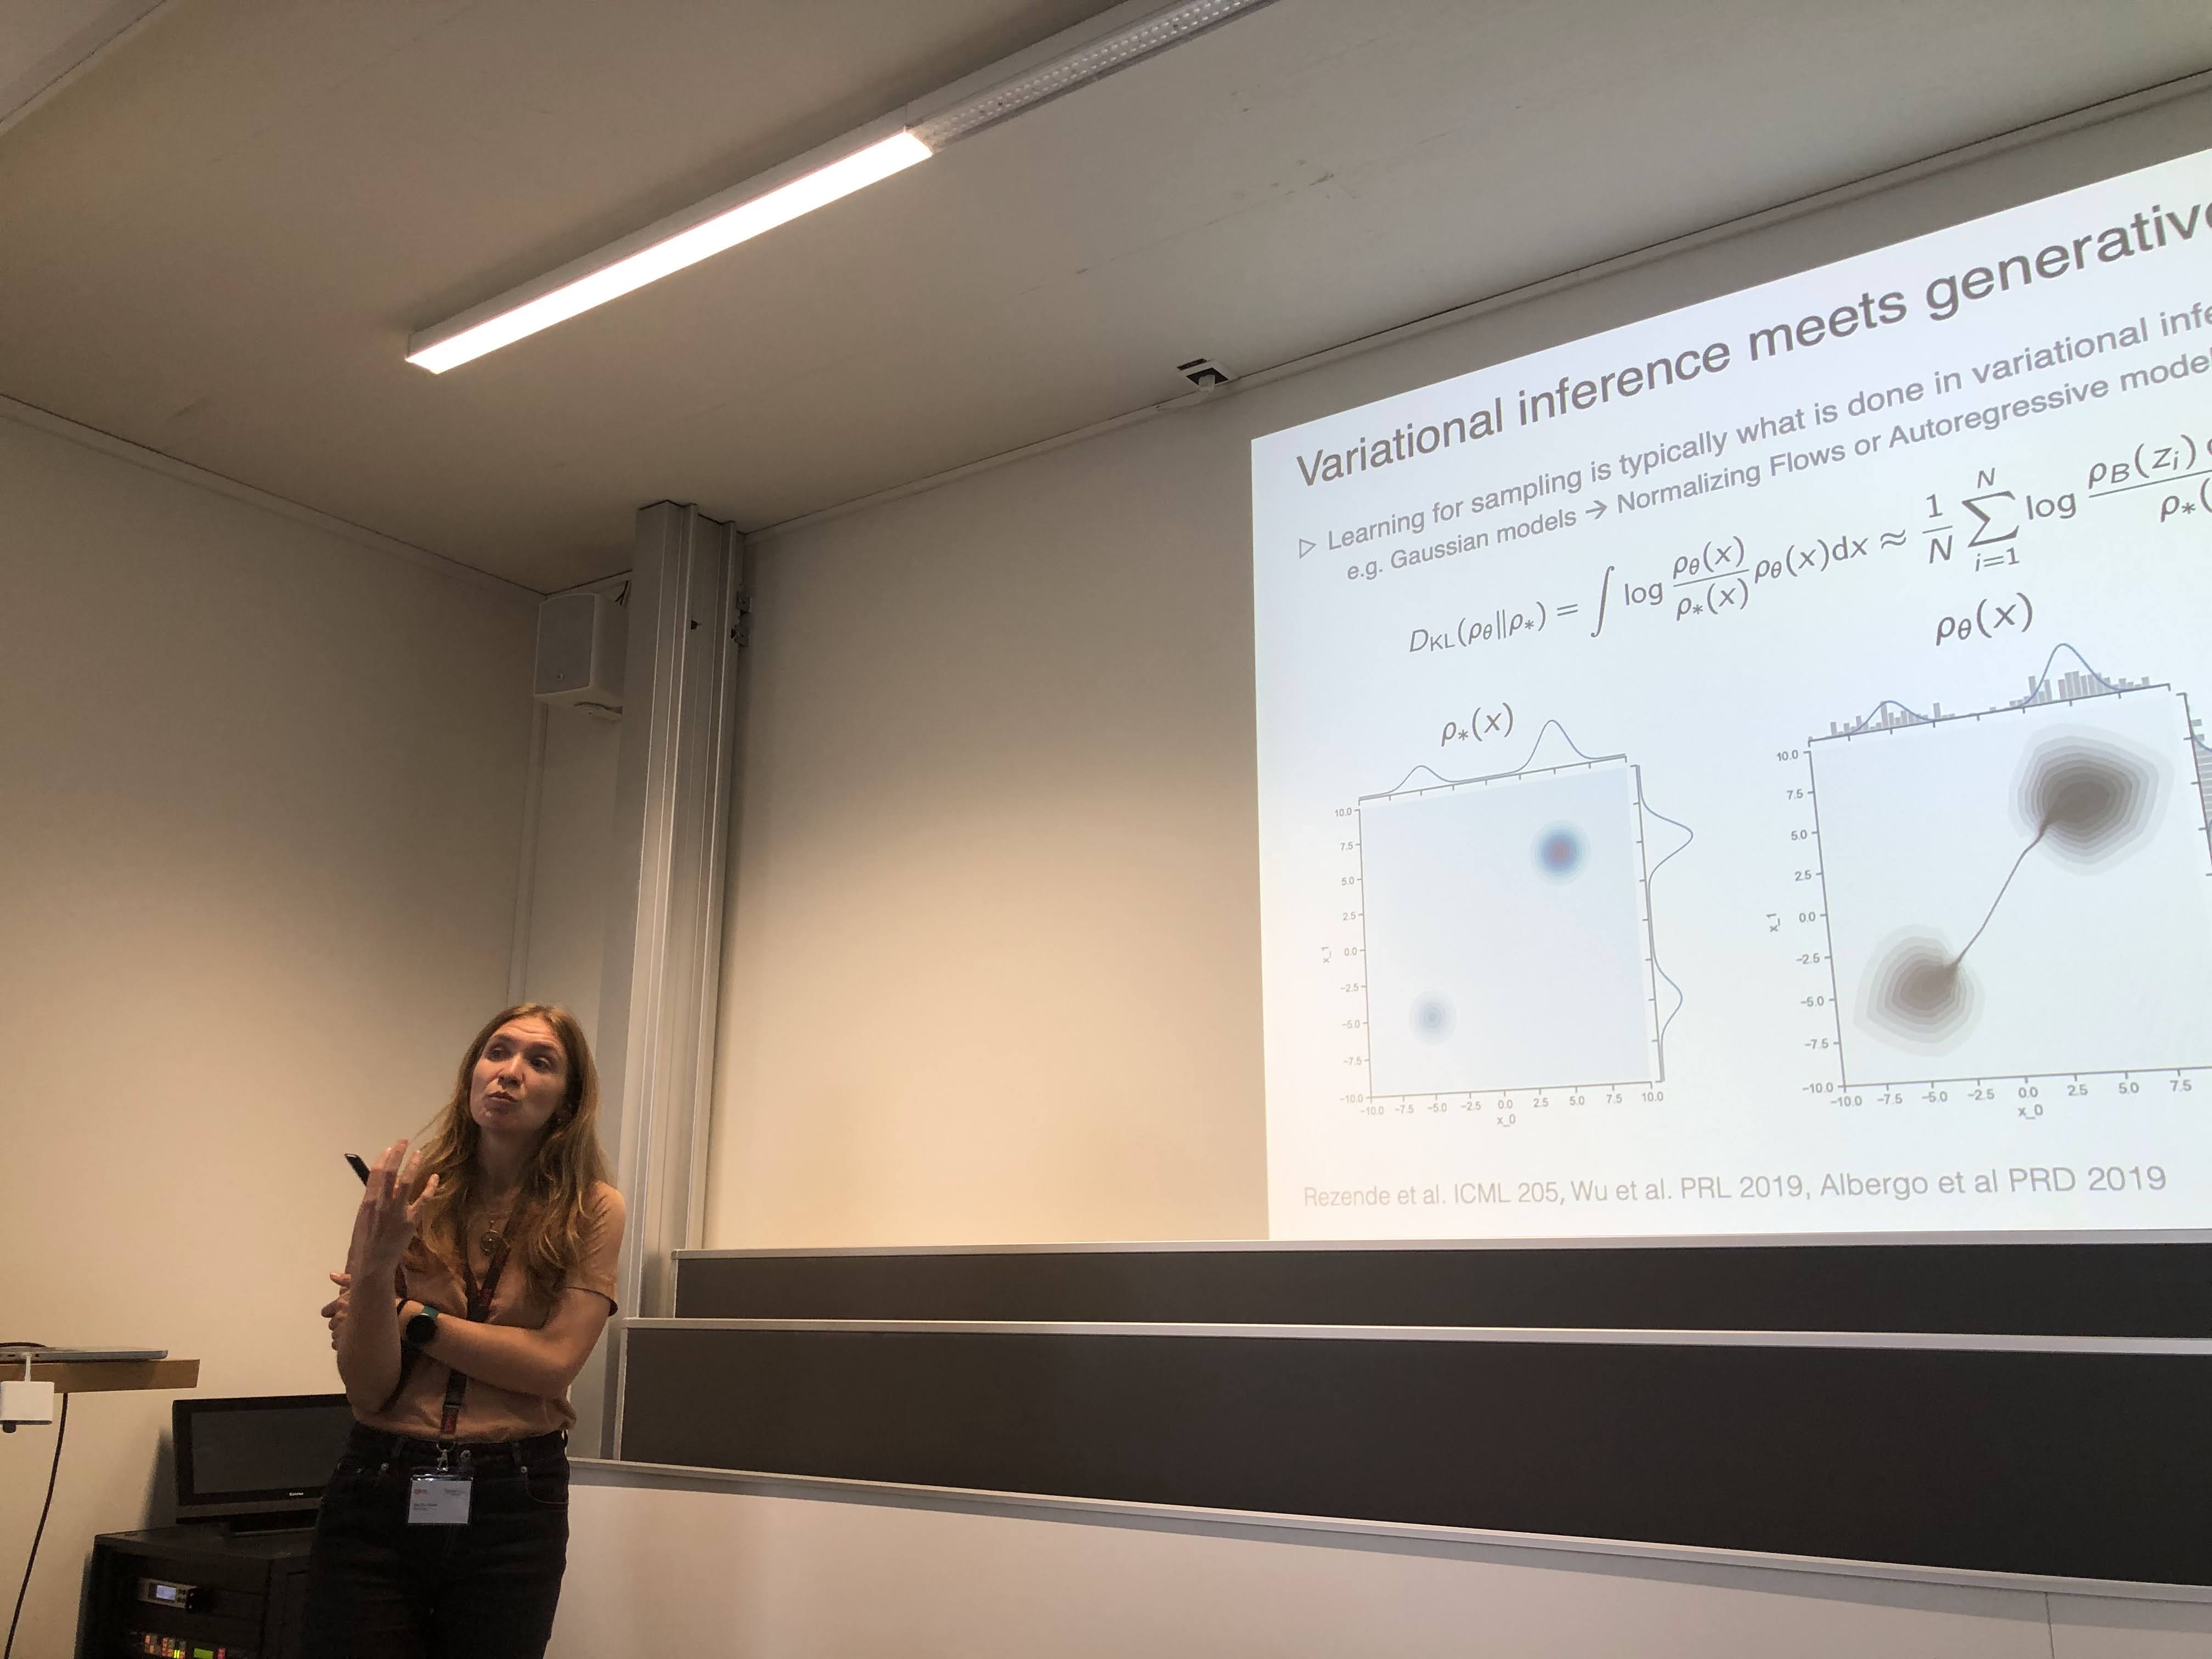 Variational inference meets generativ
▷ Learning for sampling is typically what is done in variational infe
e.g. Gaussian models → Normalizing Flows or Autoregressive model
D_KL(ρ_θ||ρ_*) = ∫ log ρ_θ(x)/ρ_*(x) ρ_θ(x)dx ≈ 1/N ∑_{i=1}^{N} log ρ_B(z_i)/ρ_*(
ρ_*(x)
ρ_θ(x)
10.0
7.5
5.0
2.5
0.0
−2.5
−5.0
−7.5
−10.0
x_1
−10.0 −7.5 −5.0 −2.5 0.0 2.5 5.0 7.5 10.0
x_0
10.0
7.5
5.0
2.5
0.0
−2.5
−5.0
−7.5
−10.0
x_1
−10.0 −7.5 −5.0 −2.5 0.0 2.5 5.0 7.5
x_0
Rezende et al. ICML 205, Wu et al. PRL 2019, Albergo et al PRD 2019